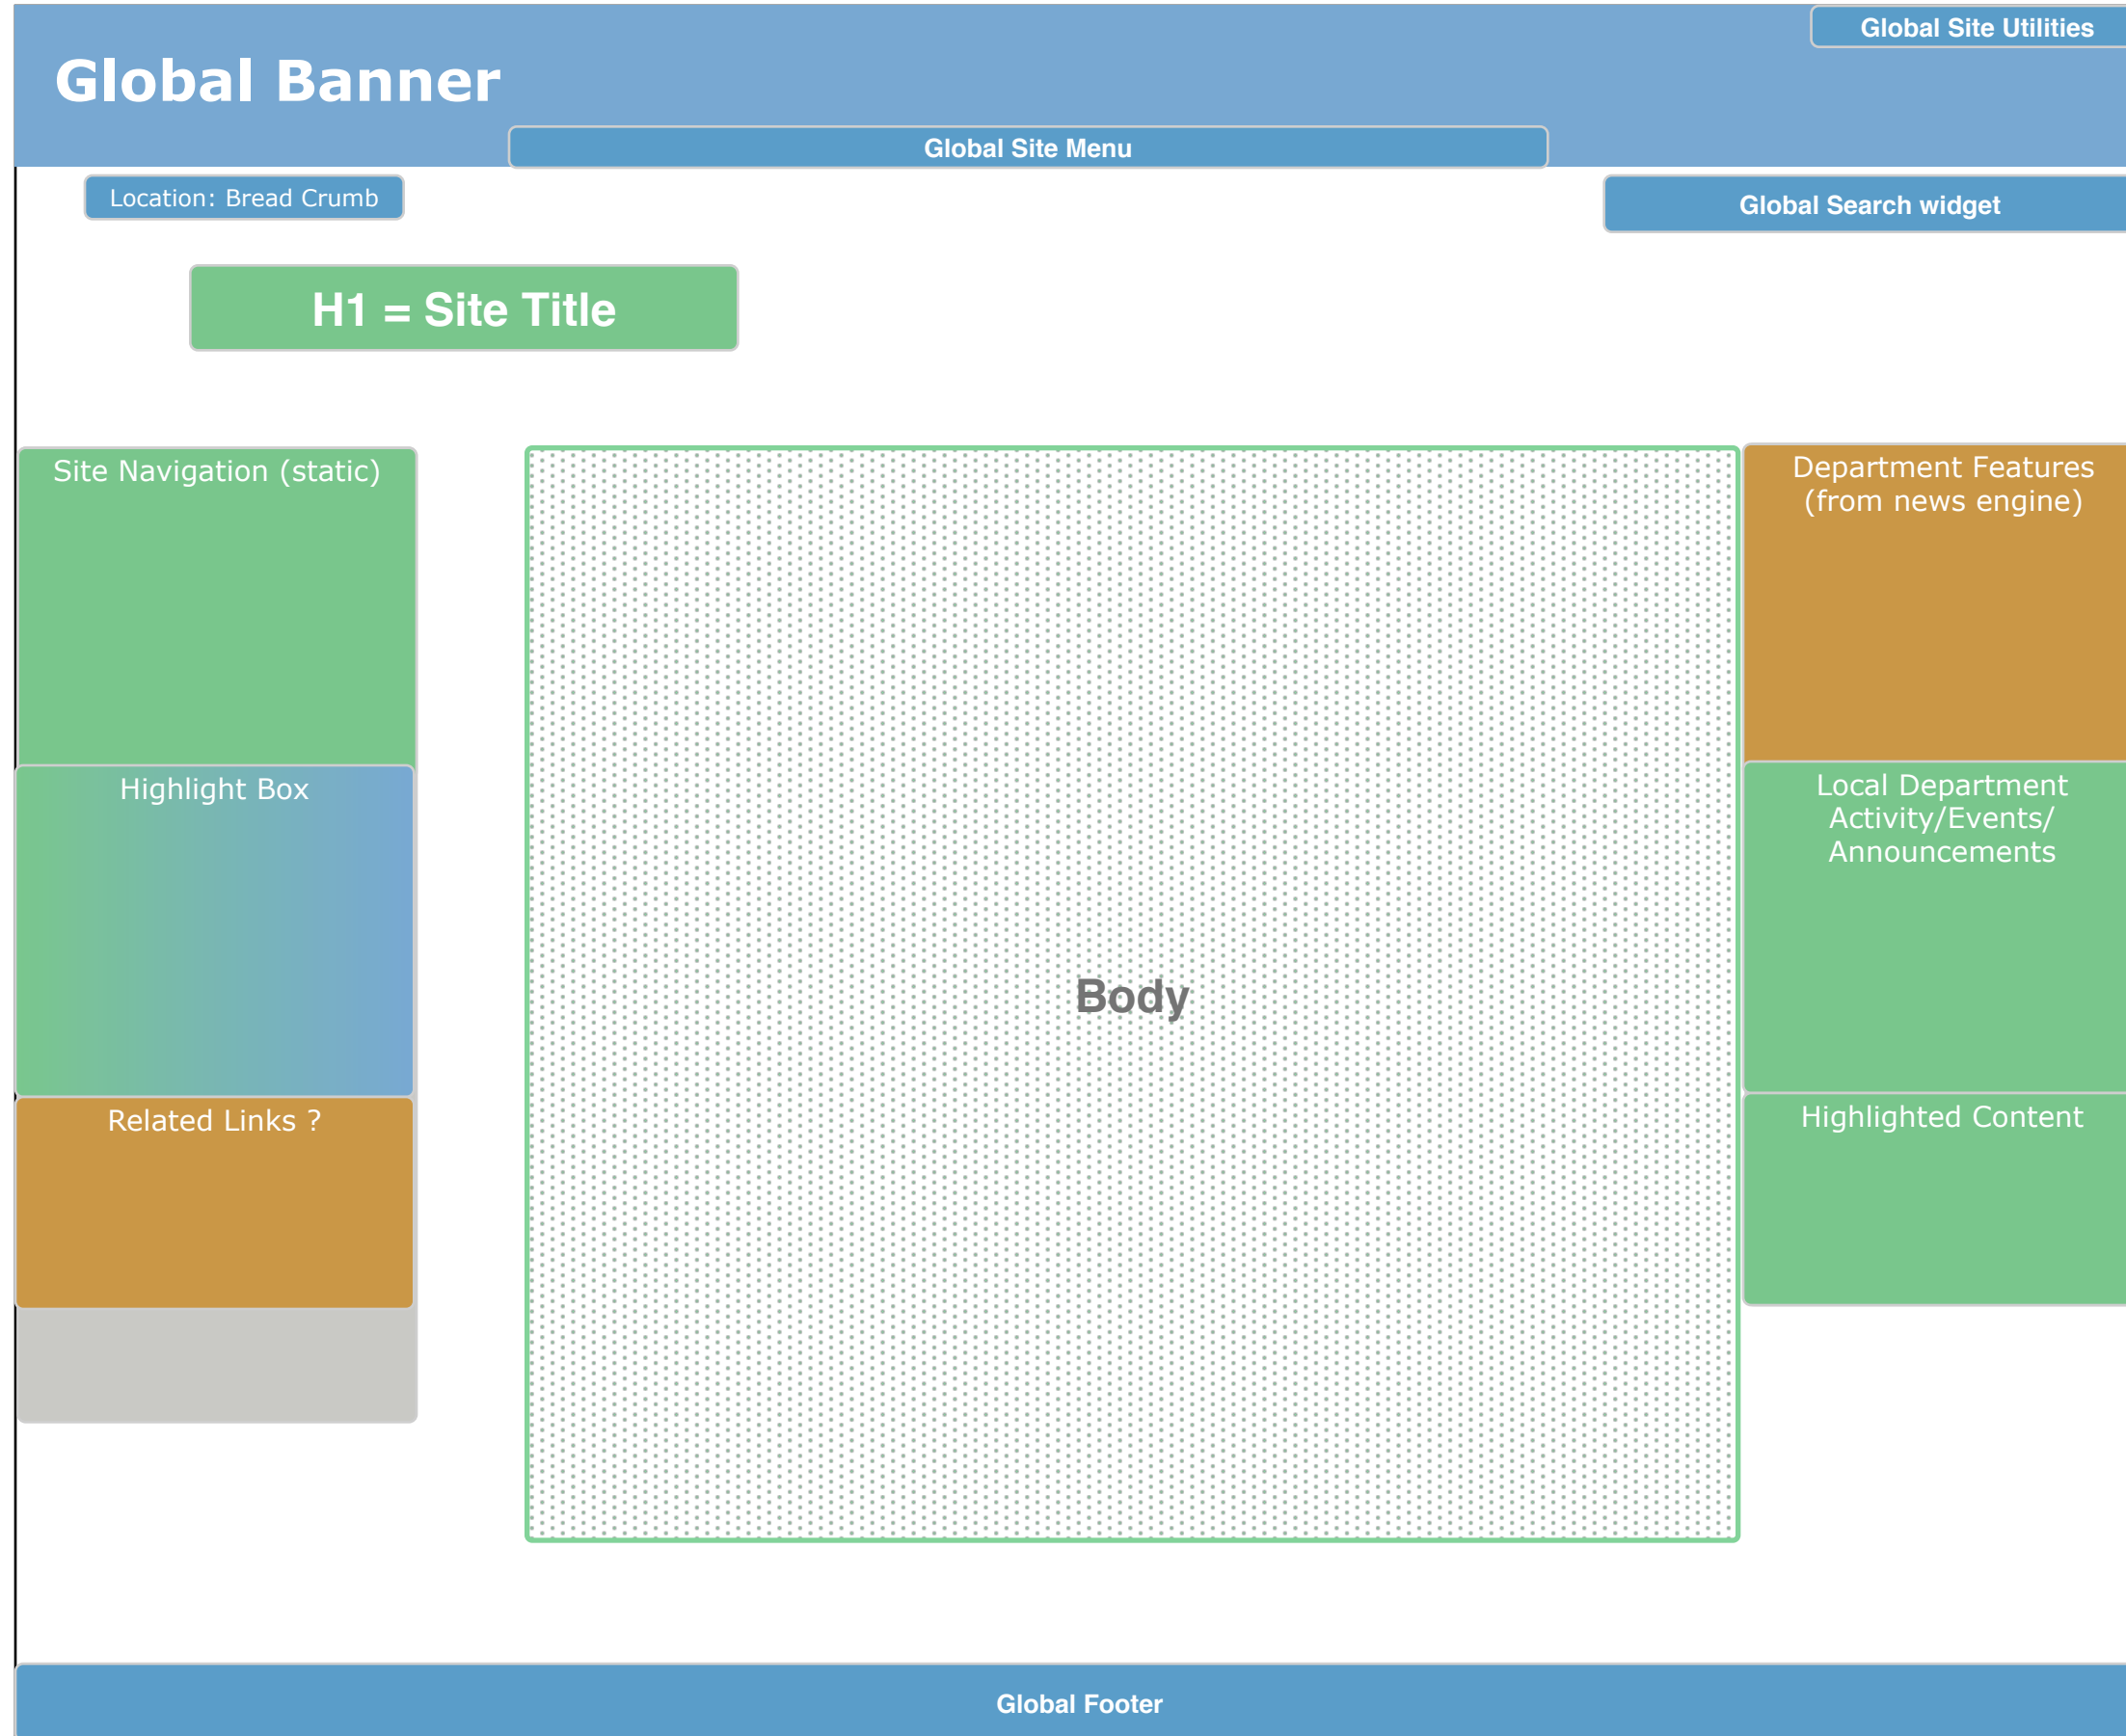 Global Site Utilities
Global Banner
Global Site Menu
Location: Bread Crumb
Global Search widget
H1 = Site Title
Site Navigation (static)
Highlight Box
Related Links ?
Body
Department Features
(from news engine)
Local Department
Activity/Events/
Announcements
Highlighted Content
Global Footer